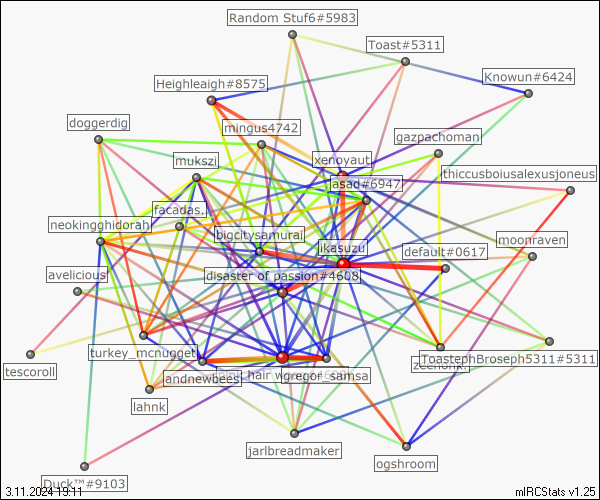 Random Stuf6#5983
Toast#5311
Knowun#6424
Heighleaigh#8575
doggerdig
mingus4742
gazpachoman
mukszi
xenoyaut
thiccusboiusalexusjoneus
asad#6947
facadas.
neokingghidorah
bigcitysamurai
jikasuzu
default#0617
moonraven
avelicious
disaster of passion#4608
turkey_mcnugget
ToastephBroseph5311#5311
tescoroll
andnewbees
hair w
gregor_samsa
lahnk
jarlbreadmaker
ogshroom
Duck™#9103
3.11.2024 19:11
mIRCStats v1.25